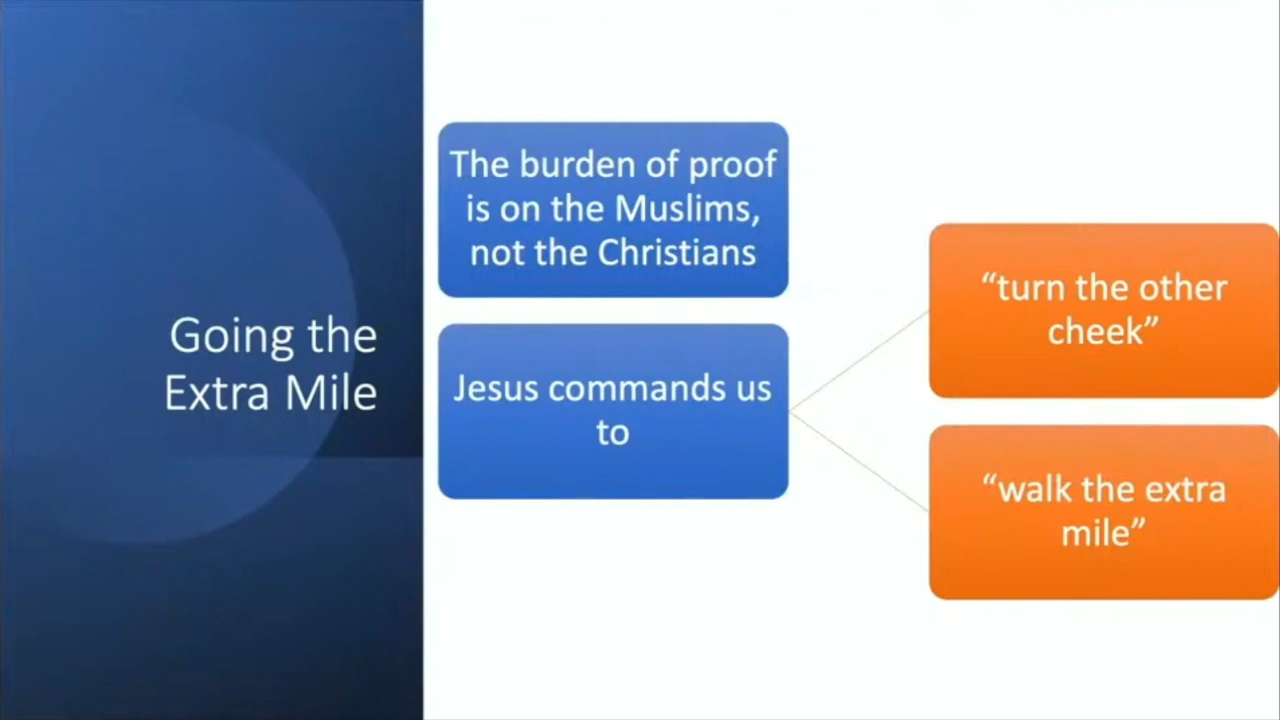 Going the
Extra Mile
The burden of proof
is on the Muslims,
not the Christians
Jesus commands us
to
“turn the other
cheek”
“walk the extra
mile”